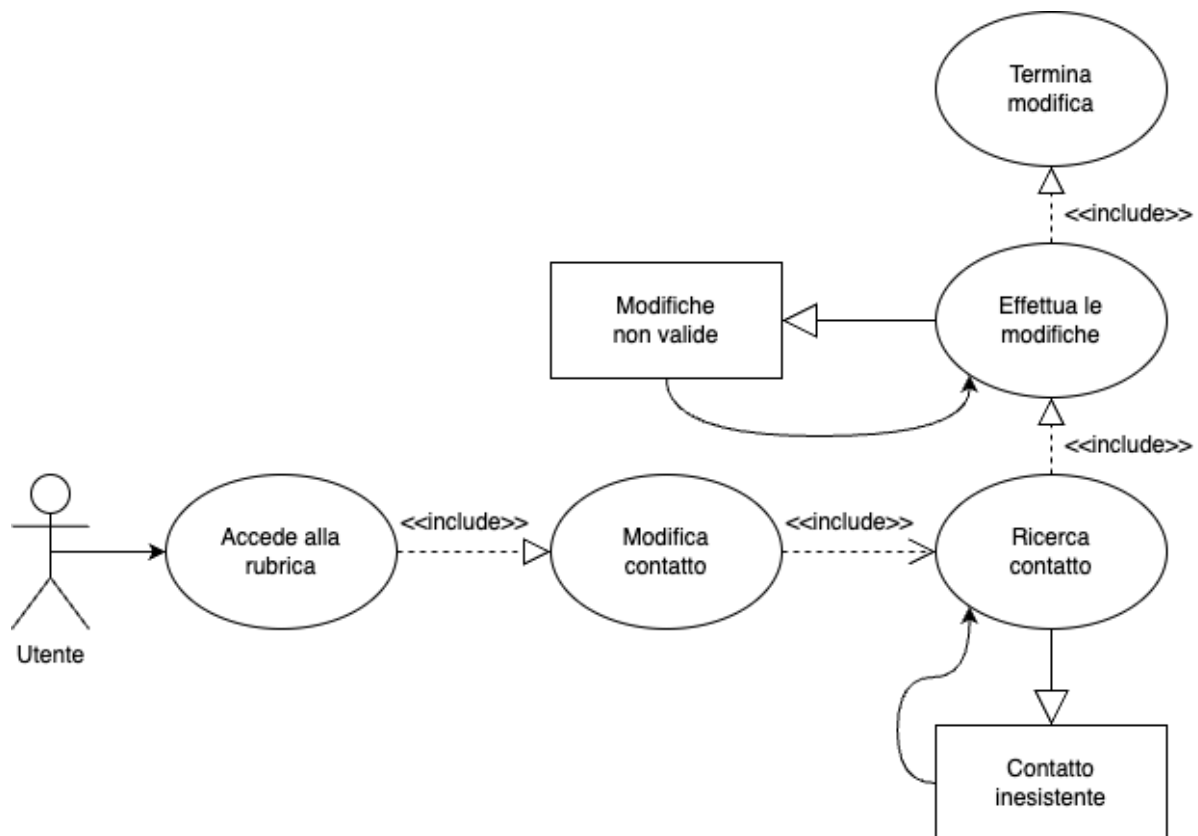 Termina
modifica
<<include>>
Modifiche
non valide
Effettua le
modifiche
<<include>>
Accede alla
rubrica
<<include>>
Modifica
contatto
<<include>>
Ricerca
contatto
Utente
Contatto
inesistente